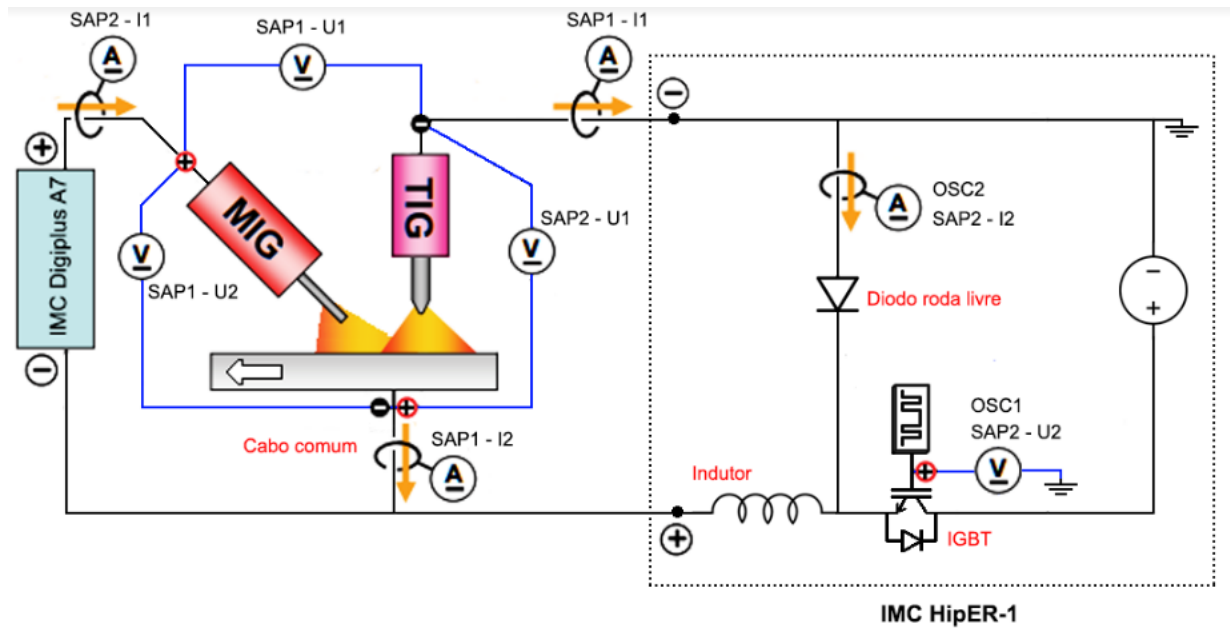 SAP2 - I1
A
SAP1 - U1
V
SAP1 - I1
A
IMC Digiplus A7
MIG
TIG
V
SAP1 - U2
SAP2 - U1
V
Cabo comum
SAP1 - I2
A
OSC2
SAP2 - I2
A
Diodo roda livre
OSC1
SAP2 - U2
V
Indutor
IGBT
IMC HipER-1